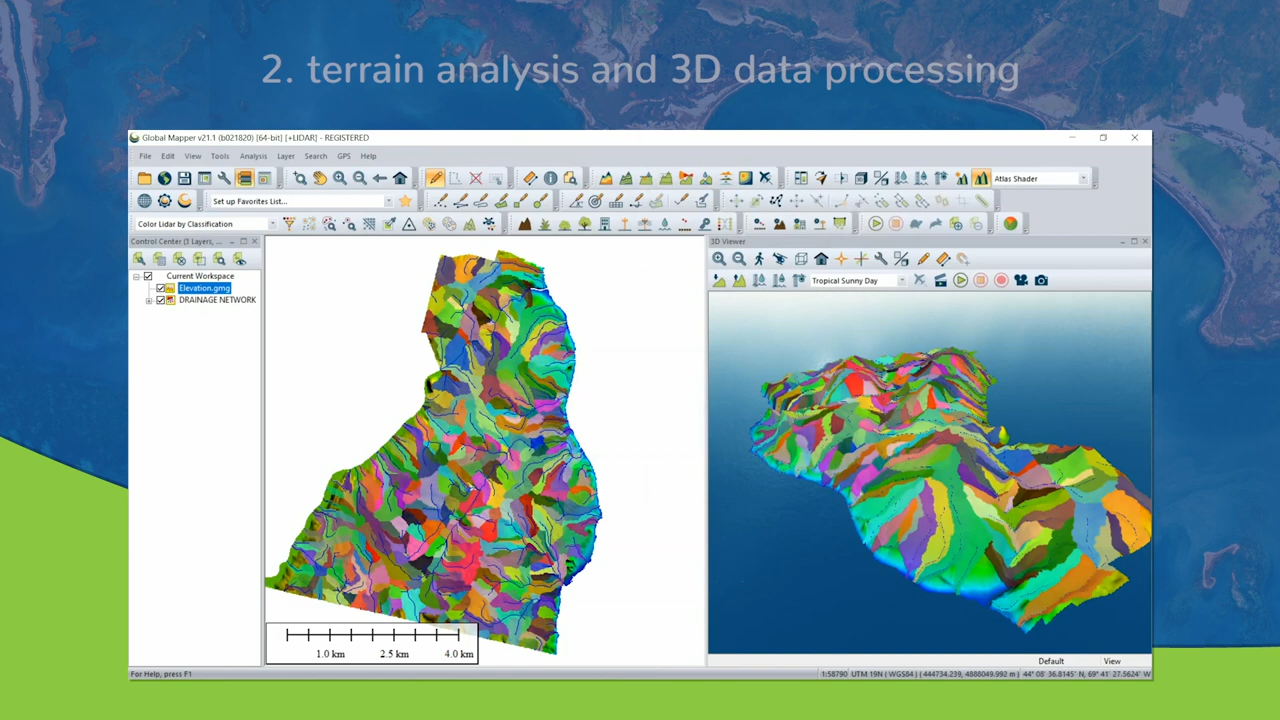 2. terrain analysis and 3D data processing
Global Mapper v21.1 (b021820) [64-bit] [+LIDAR] - REGISTERED
File Edit View Tools Analysis Layer Search GPS Help
Atlas Shader
Set up Favorites List...
Color Lidar by Classification
Control Center (3 Layers, ...
3D Viewer
Current Workspace
Elevation.gmg
DRAINAGE NETWORK
Tropical Sunny Day
1.0 km 2.5 km 4.0 km
Default View
For Help, press F1
1:58790 UTM 19N ( WGS84 ) ( 444734.239, 4888049.992 m ) 44° 08' 36.8145" N, 69° 41' 27.5624" W